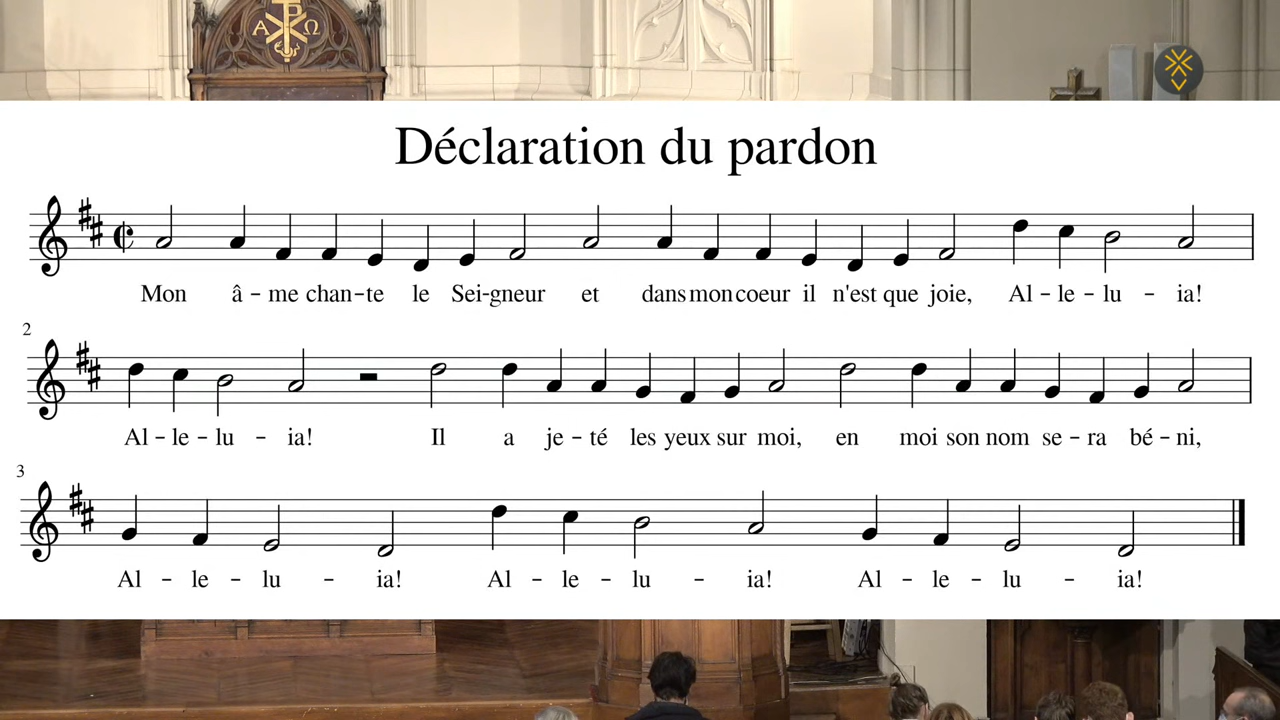 Α Ω
Déclaration du pardon
Mon â – me chan – te le Sei – gneur et dans mon coeur il n'est que joie, Al – le – lu – ia!
2
Al – le – lu – ia! Il a je – té les yeux sur moi, en moi son nom se – ra bé – ni,
3
Al – le – lu – ia! Al – le – lu – ia! Al – le – lu – ia!